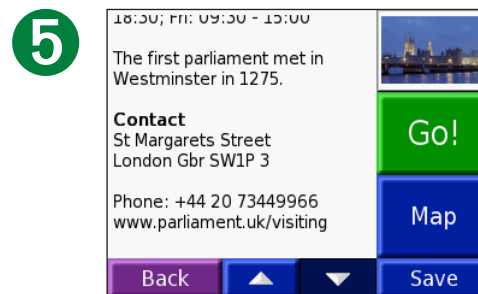 5
18:30; Fri: 09:30 - 15:00
The first parliament met in
Westminster in 1275.
Contact
St Margarets Street
London Gbr SW1P 3
Phone: +44 20 73449966
www.parliament.uk/visiting
Go!
Map
Back
Save